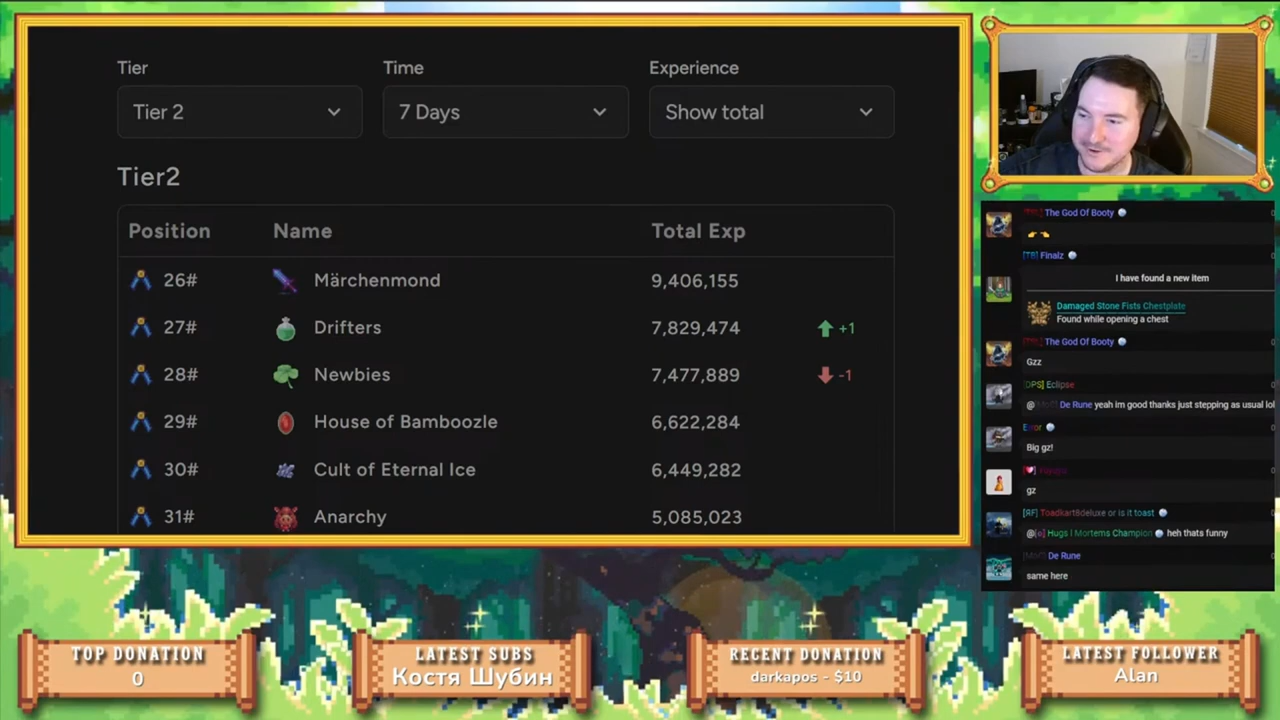 Tier
Time
Experience
Tier 2
7 Days
Show total
Tier2
Position
Name
Total Exp
26#
Märchenmond
9,406,155
27#
Drifters
7,829,474
+1
28#
Newbies
7,477,889
-1
29#
House of Bamboozle
6,622,284
30#
Cult of Eternal Ice
6,449,282
31#
Anarchy
5,085,023
The God Of Booty
Finalz
I have found a new item
Damaged Stone Fists Chestplate
Found while opening a chest
The God Of Booty
Gzz
[DPS] Eclipse
@ De Rune yeah im good thanks just stepping as usual lol
Error
Big gz!
gz
Toadkart8deluxe or is it toast
Hugs I Mortems Champion heh thats funny
De Rune
same here
TOP DONATION
0
LATEST SUBS
Костя Шубин
RECENT DONATION
darkapos - $10
LATEST FOLLOWER
Alan